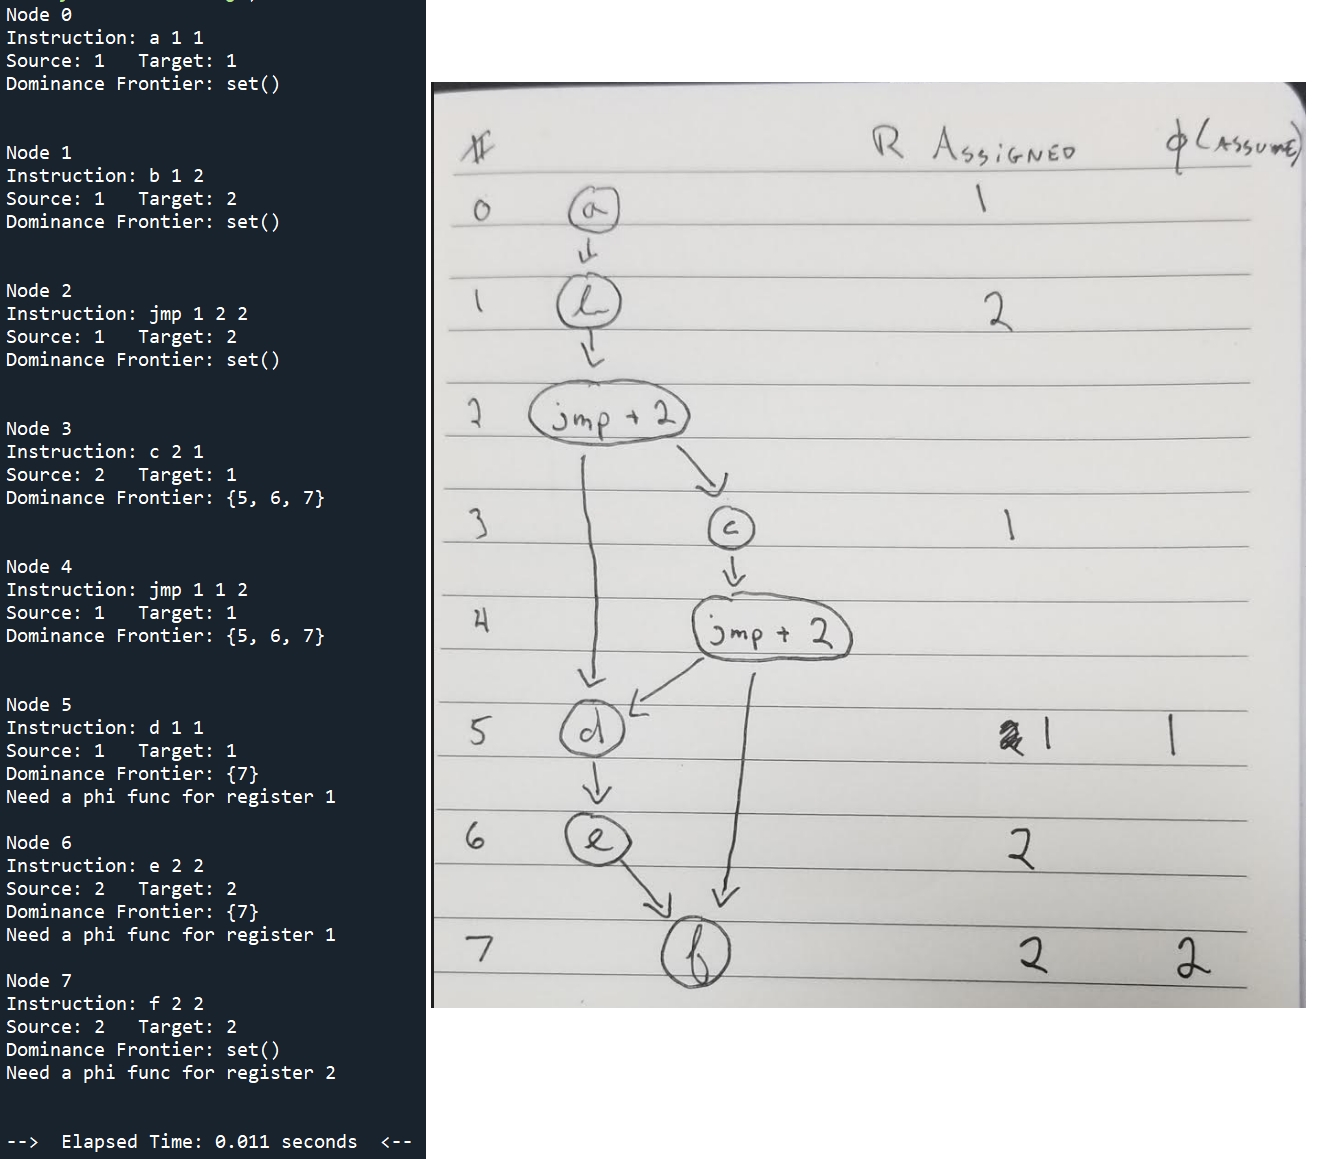 Node 0
Instruction: a 1 1
Source: 1   Target: 1
Dominance Frontier: set()
Node 1
Instruction: b 1 2
Source: 1   Target: 2
Dominance Frontier: set()
Node 2
Instruction: jmp 1 2 2
Source: 1   Target: 2
Dominance Frontier: set()
Node 3
Instruction: c 2 1
Source: 2   Target: 1
Dominance Frontier: {5, 6, 7}
Node 4
Instruction: jmp 1 1 2
Source: 1   Target: 1
Dominance Frontier: {5, 6, 7}
Node 5
Instruction: d 1 1
Source: 1   Target: 1
Dominance Frontier: {7}
Need a phi func for register 1
Node 6
Instruction: e 2 2
Source: 2   Target: 2
Dominance Frontier: {7}
Need a phi func for register 1
Node 7
Instruction: f 2 2
Source: 2   Target: 2
Dominance Frontier: set()
Need a phi func for register 2
-->  Elapsed Time: 0.011 seconds  <--
# R ASSIGNED ϕ(ASSUME)
0 a 1
1 b 2
2 jmp + 2
3 c 1
4 jmp + 2
5 d 1 1
6 e 2
7 f 2 2